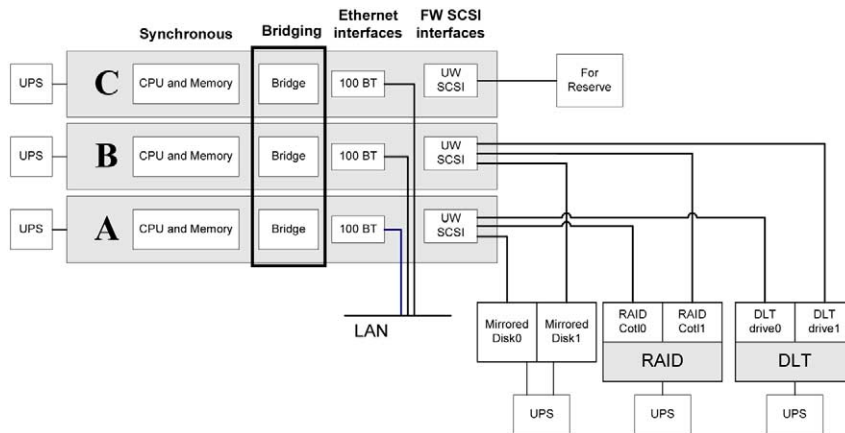 Synchronous
Bridging
Ethernet
interfaces
FW SCSI
interfaces
UPS
C
CPU and Memory
Bridge
100 BT
UW
SCSI
For
Reserve
UPS
B
CPU and Memory
Bridge
100 BT
UW
SCSI
UPS
A
CPU and Memory
Bridge
100 BT
UW
SCSI
LAN
Mirrored
Disk0
Mirrored
Disk1
RAID
Cotl0
RAID
Cotl1
RAID
DLT
drive0
DLT
drive1
DLT
UPS
UPS
UPS